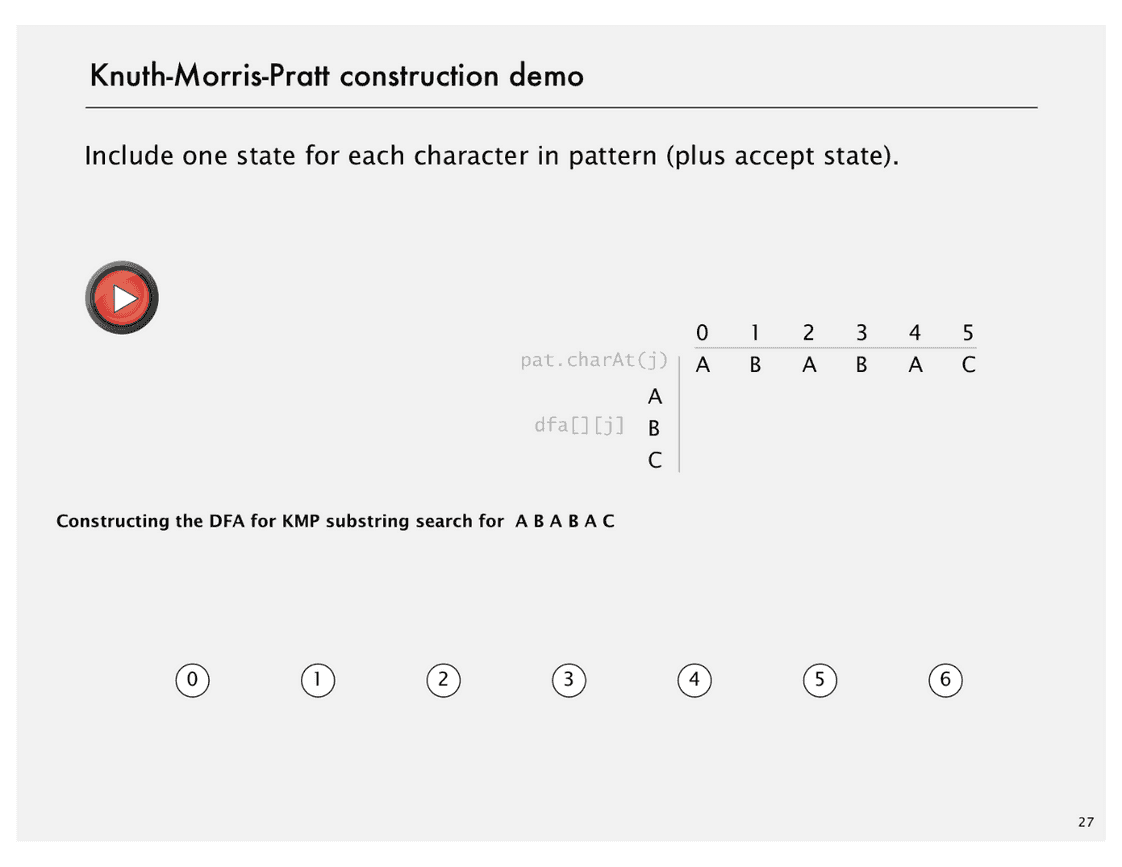 Knuth-Morris-Pratt construction demo
Include one state for each character in pattern (plus accept state).
0 1 2 3 4 5
pat.charAt(j) A B A B A C
A
dfa[][j] B
C
Constructing the DFA for KMP substring search for A B A B A C
0 1 2 3 4 5 6
27